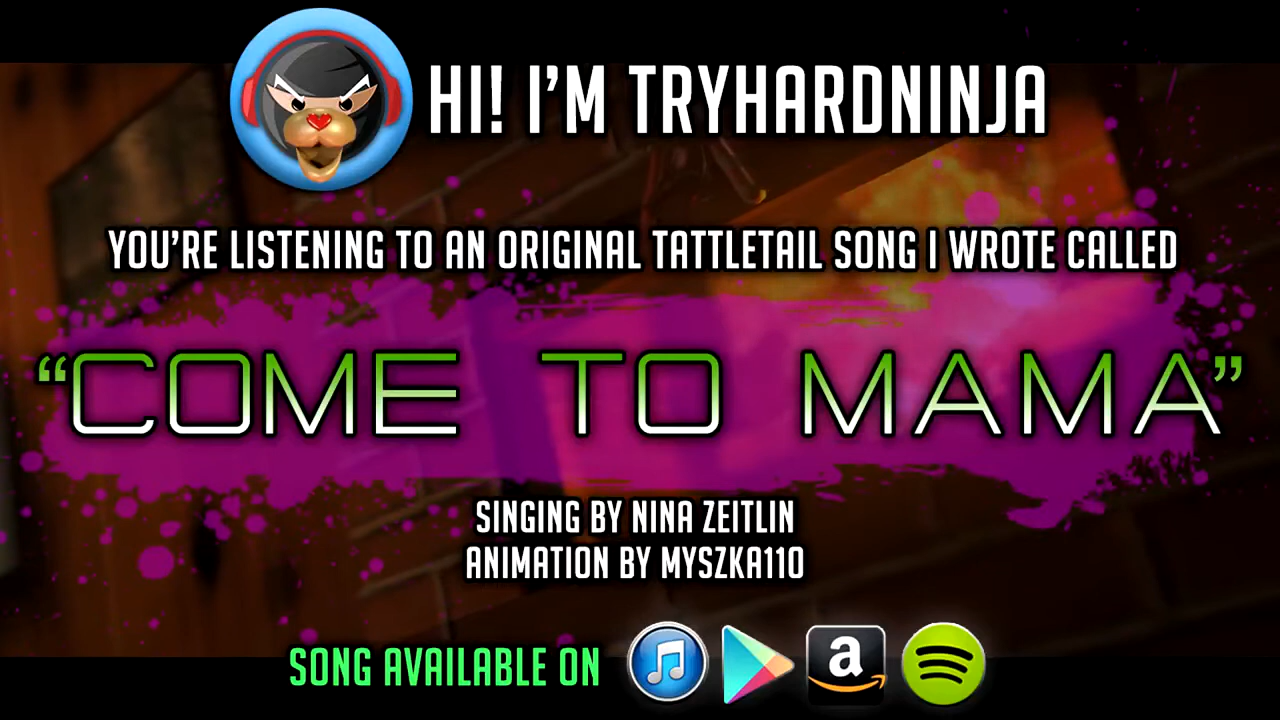 HI! I'M TRYHARDNINJA
YOU'RE LISTENING TO AN ORIGINAL TATTLETAIL SONG I WROTE CALLED
"COME TO MAMA"
SINGING BY NINA ZEITLIN
ANIMATION BY MYSZKA110
SONG AVAILABLE ON
a